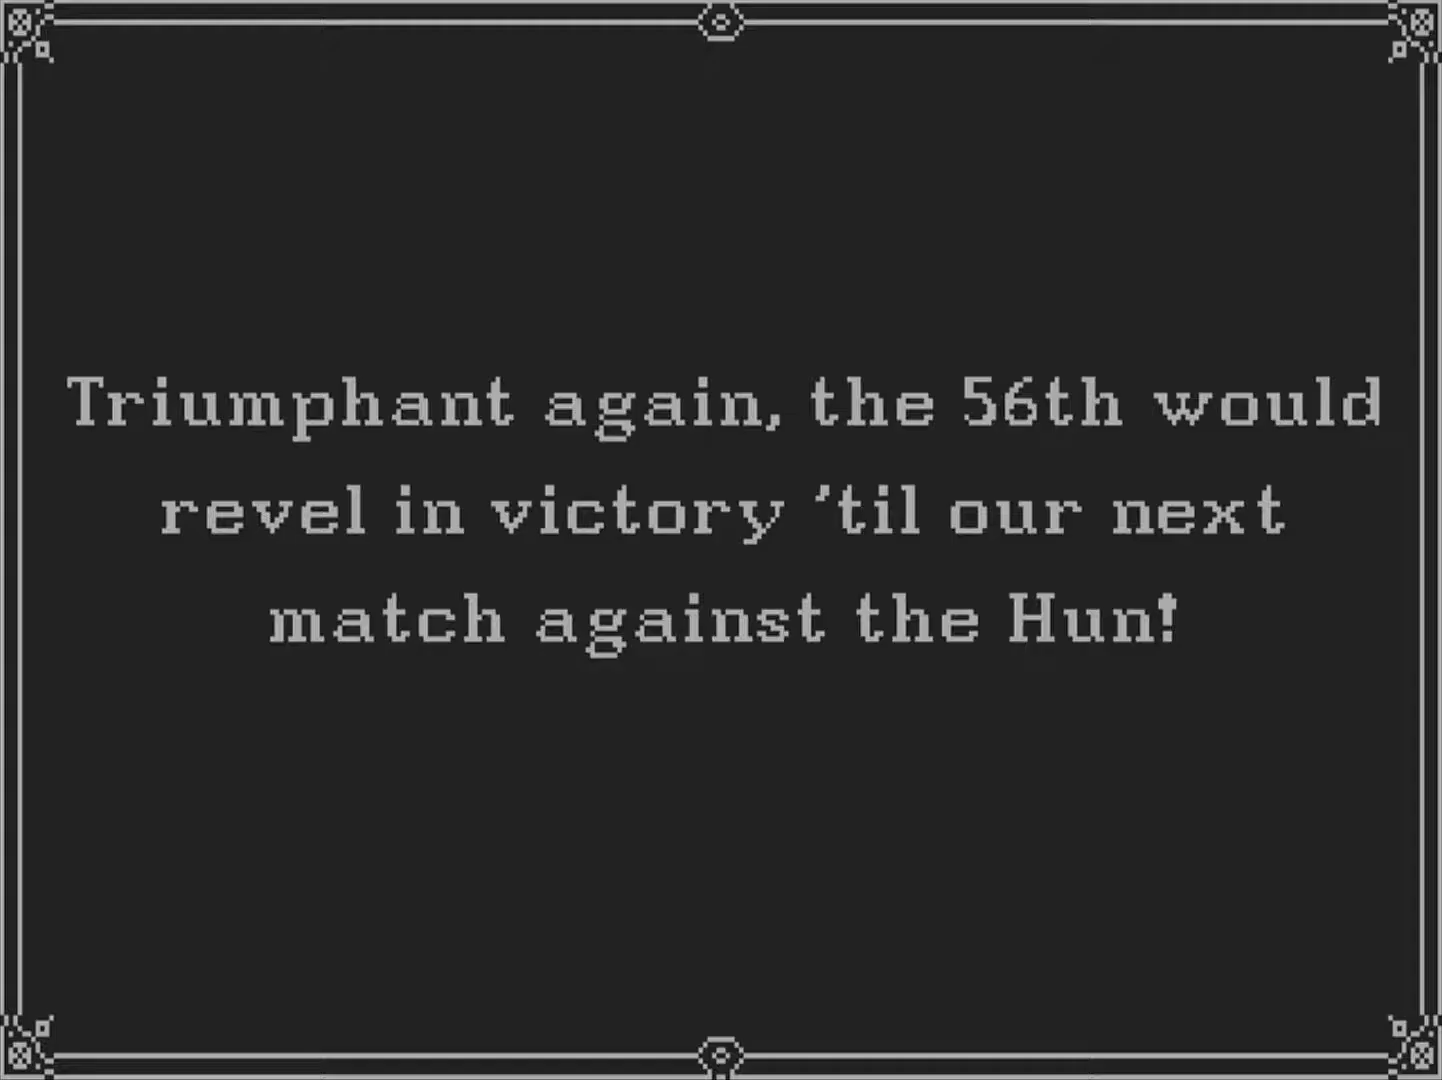 Triumphant again, the 56th would
revel in victory 'til our next
match against the Hun!